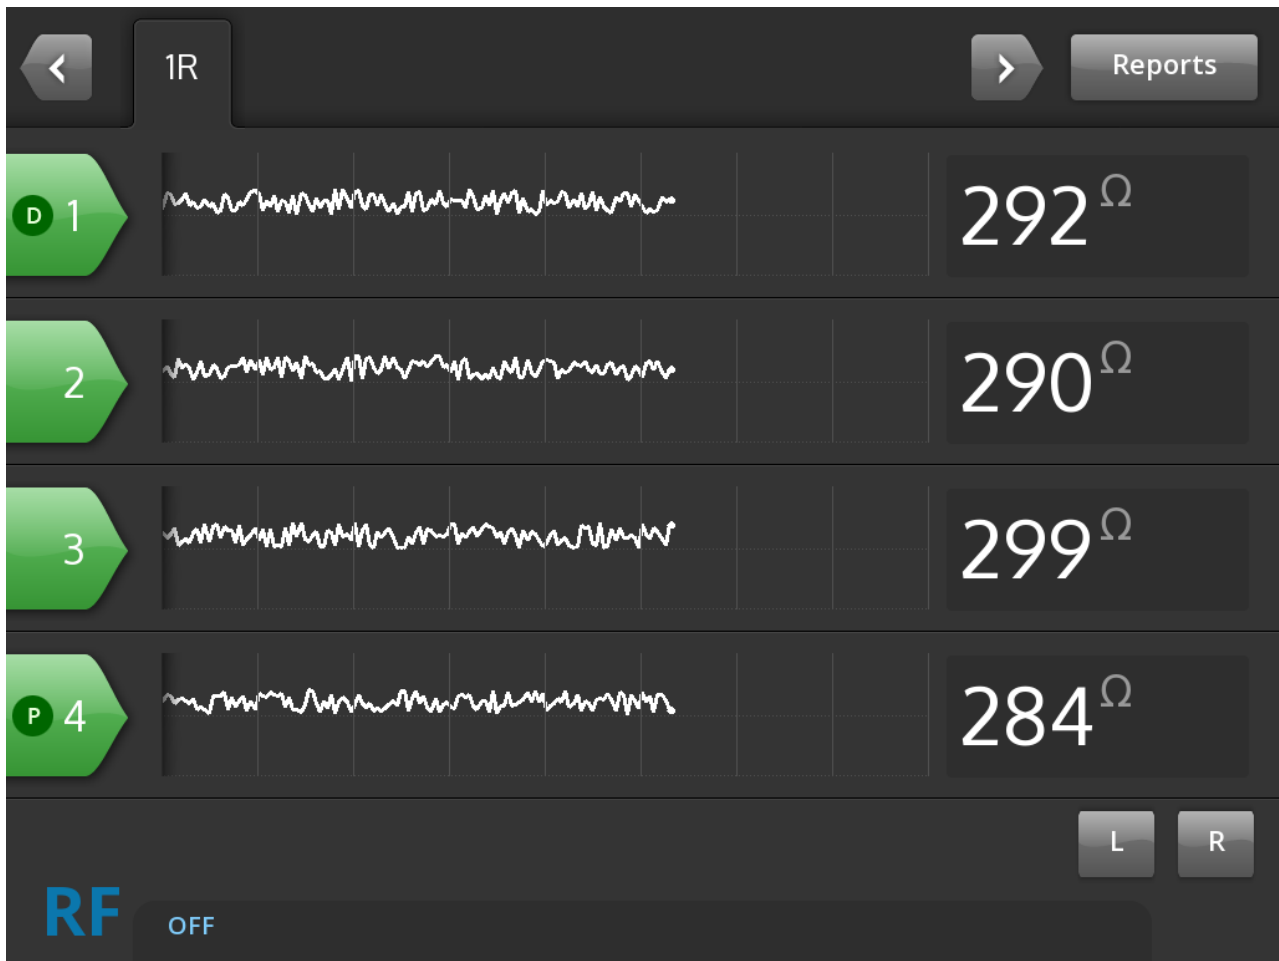 1R
Reports
D 1
292 Ω
2
290 Ω
3
299 Ω
P 4
284 Ω
L R
RF
OFF